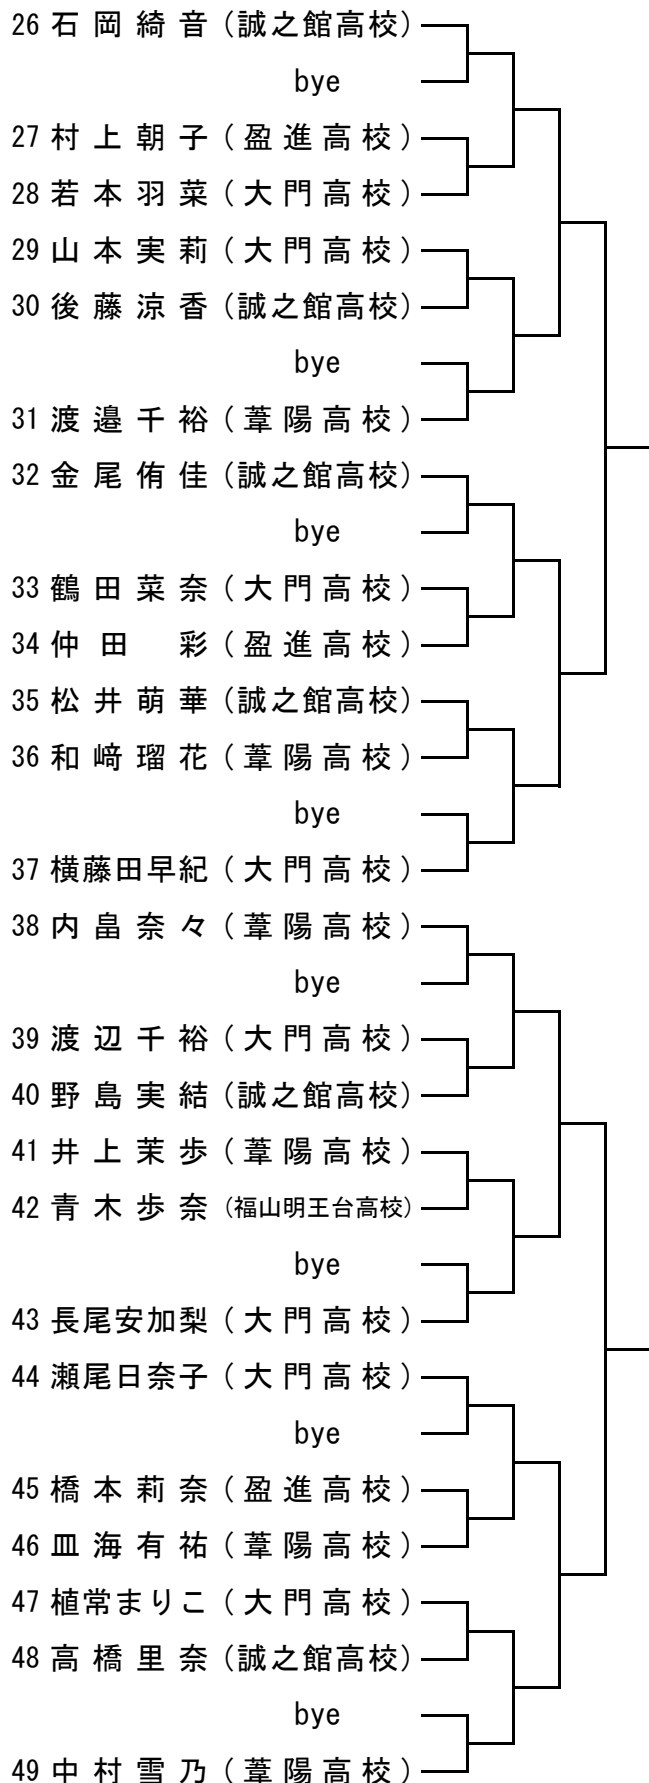 26 石岡綺音 (誠之館高校)
bye
27 村上朝子 (盈進高校)
28 若本羽菜 (大門高校)
29 山本実莉 (大門高校)
30 後藤涼香 (誠之館高校)
bye
31 渡邉千裕 (葦陽高校)
32 金尾侑佳 (誠之館高校)
bye
33 鶴田菜奈 (大門高校)
34 仲田 彩 (盈進高校)
35 松井萌華 (誠之館高校)
36 和﨑瑠花 (葦陽高校)
bye
37 横藤田早紀 (大門高校)
38 内畠奈々 (葦陽高校)
bye
39 渡辺千裕 (大門高校)
40 野島実結 (誠之館高校)
41 井上茉歩 (葦陽高校)
42 青木歩奈 (福山明王台高校)
bye
43 長尾安加梨 (大門高校)
44 瀬尾日奈子 (大門高校)
bye
45 橋本莉奈 (盈進高校)
46 皿海有祐 (葦陽高校)
47 植常まりこ (大門高校)
48 高橋里奈 (誠之館高校)
bye
49 中村雪乃 (葦陽高校)